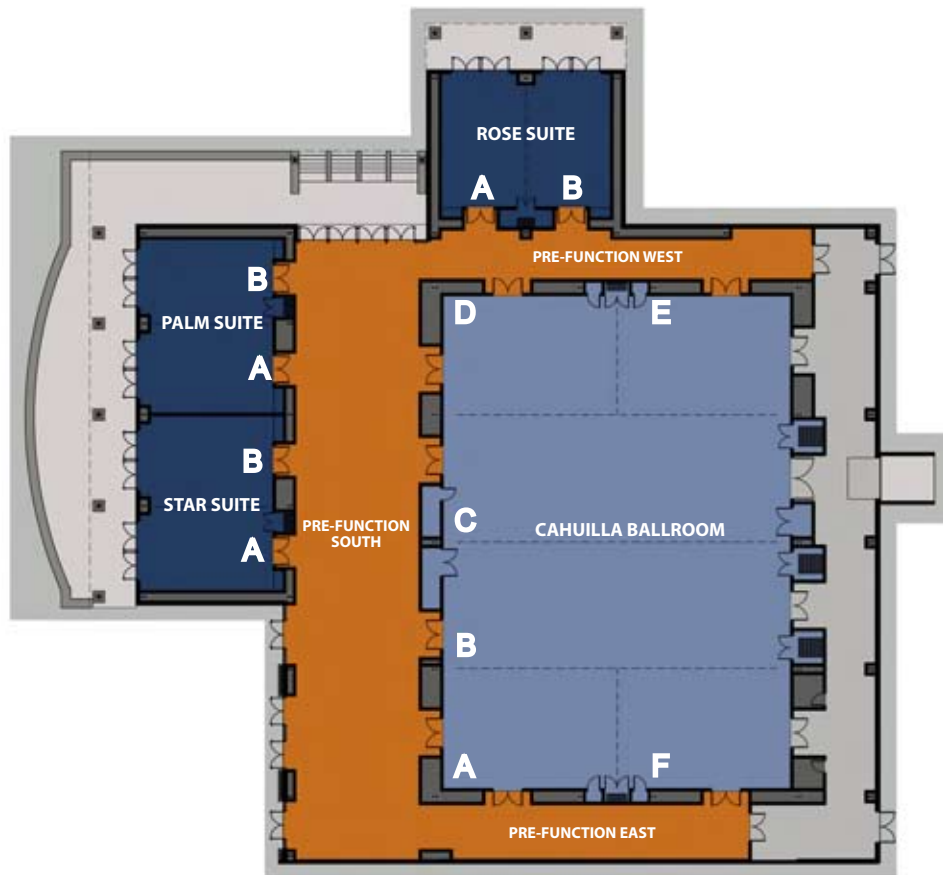 ROSE SUITE
A
B
PRE-FUNCTION WEST
B
PALM SUITE
A
D
E
B
STAR SUITE
A
PRE-FUNCTION
SOUTH
C
CAHUILLA BALLROOM
B
A
F
PRE-FUNCTION EAST